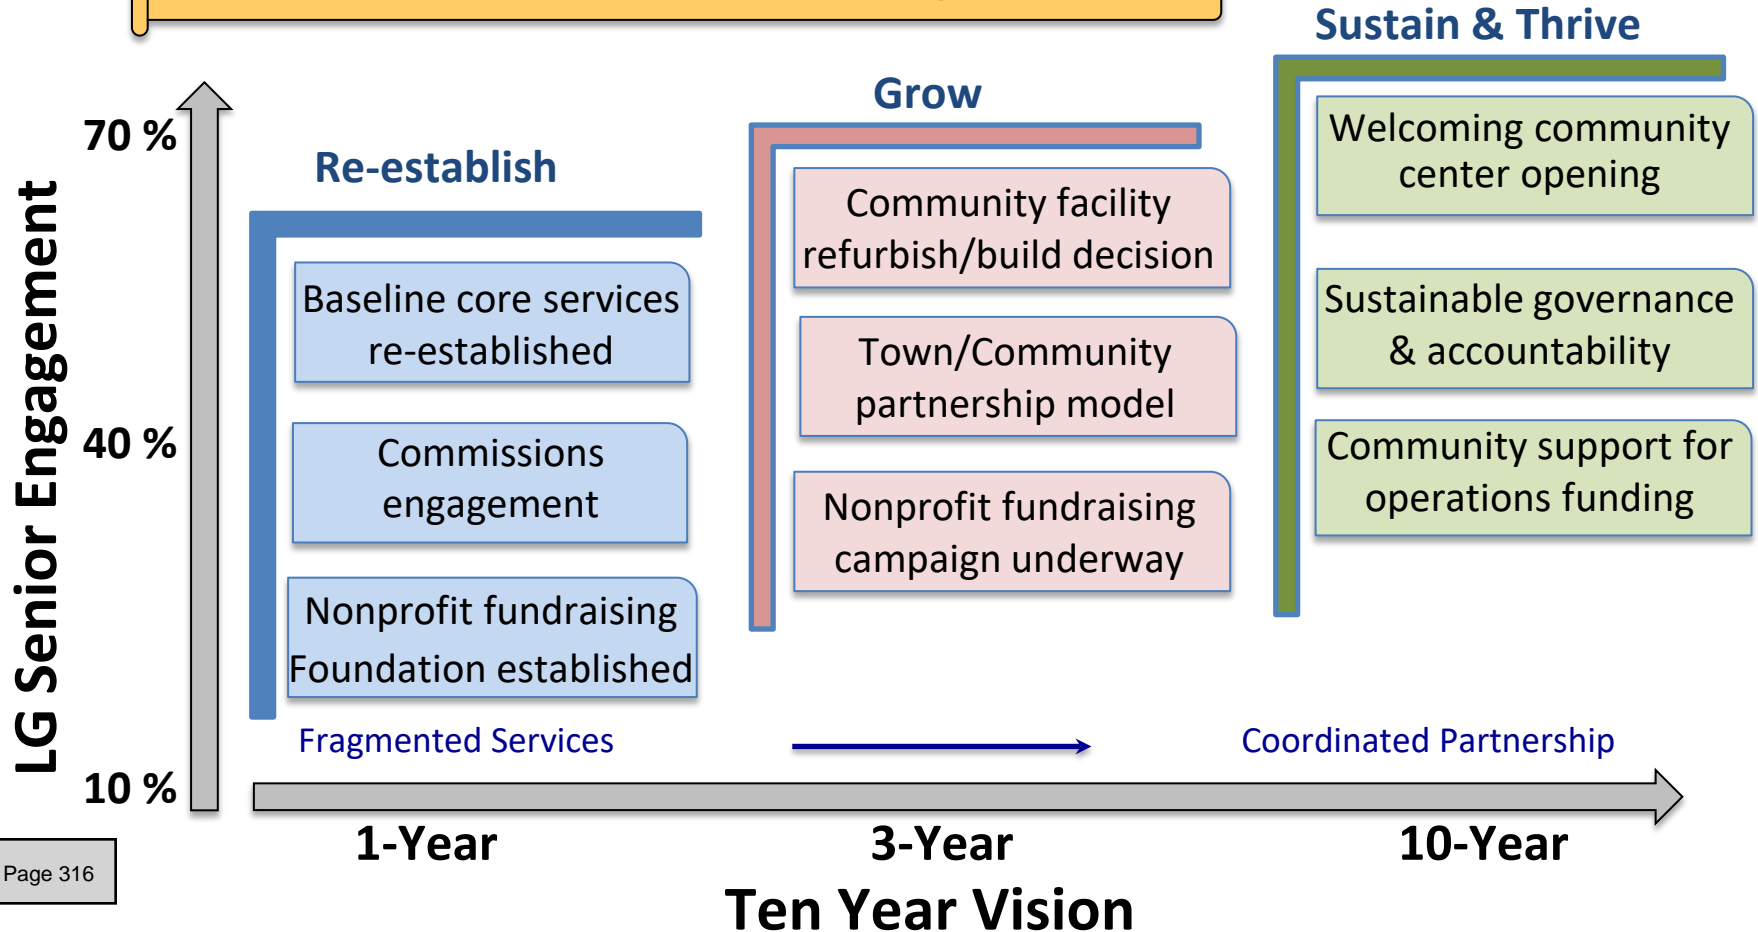 Sustain & Thrive
Grow
Re-establish
70 %
40 %
10 %
LG Senior Engagement
Baseline core services
re-established
Commissions
engagement
Nonprofit fundraising
Foundation established
Community facility
refurbish/build decision
Town/Community
partnership model
Nonprofit fundraising
campaign underway
Welcoming community
center opening
Sustainable governance
& accountability
Community support for
operations funding
Fragmented Services
Coordinated Partnership
1-Year
3-Year
10-Year
Page 316
Ten Year Vision